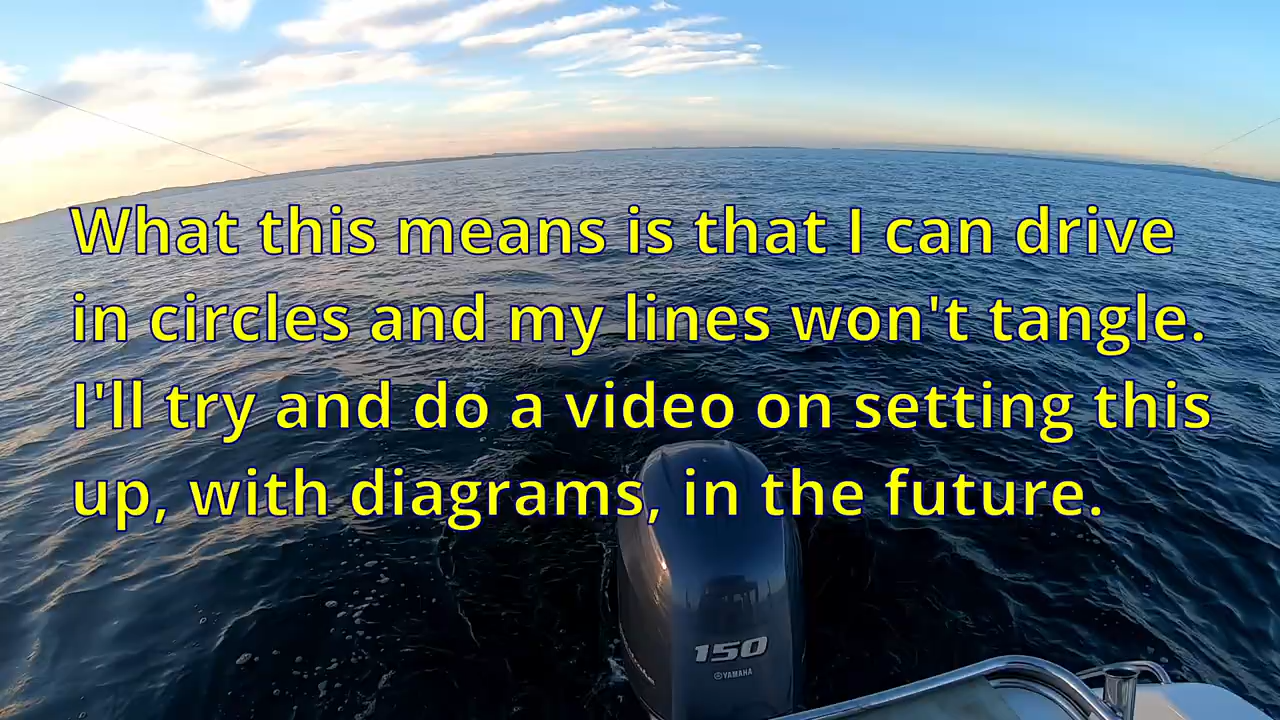 What this means is that I can drive
in circles and my lines won't tangle.
I'll try and do a video on setting this
up, with diagrams, in the future.
150
YAMAHA